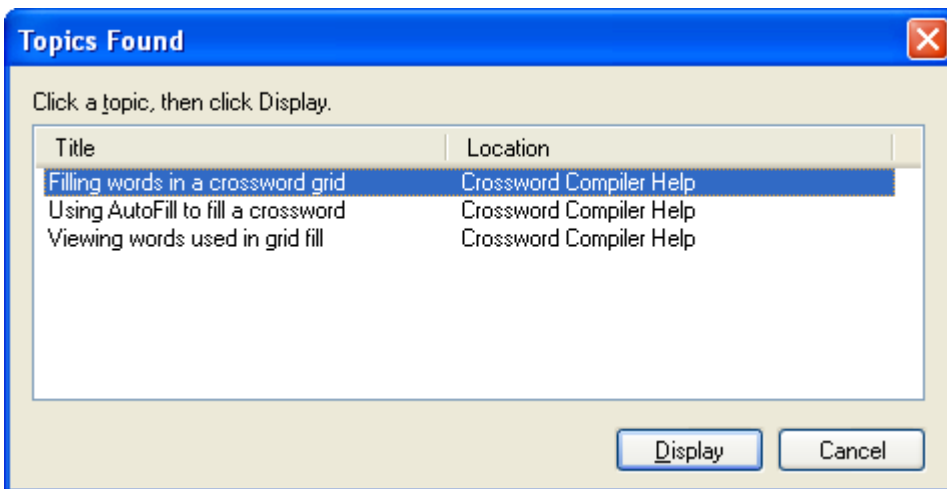 Topics Found
Click a topic, then click Display.
Title Location
Filling words in a crossword grid Crossword Compiler Help
Using AutoFill to fill a crossword Crossword Compiler Help
Viewing words used in grid fill Crossword Compiler Help
Display Cancel